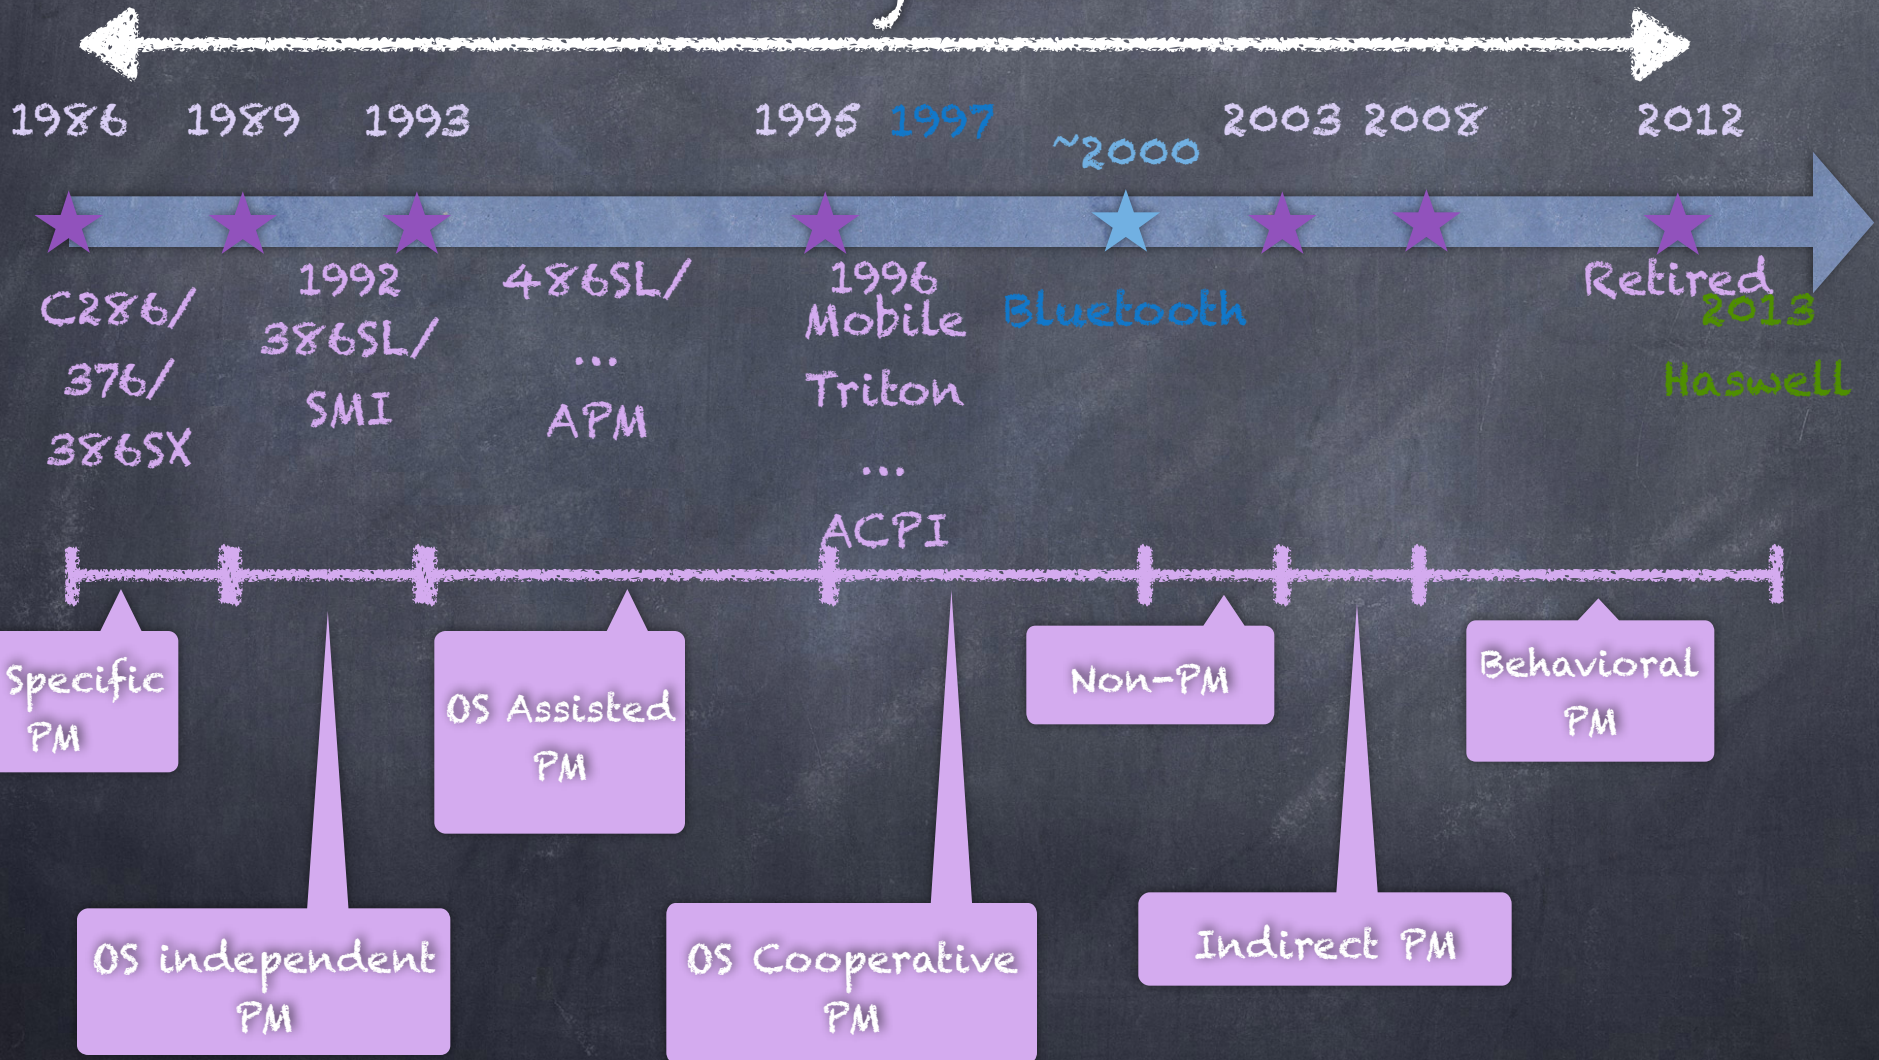 1986 1989 1993 1995 1997 ~2000 2003 2008 2012
C286/
376/
386SX
1992
386SL/
SMI
486SL/
...
APM
1996
Mobile
Triton
...
ACPI
Bluetooth
Retired
2013
Haswell
Specific
PM
OS independent
PM
OS Assisted
PM
OS Cooperative
PM
Non-PM
Indirect PM
Behavioral
PM